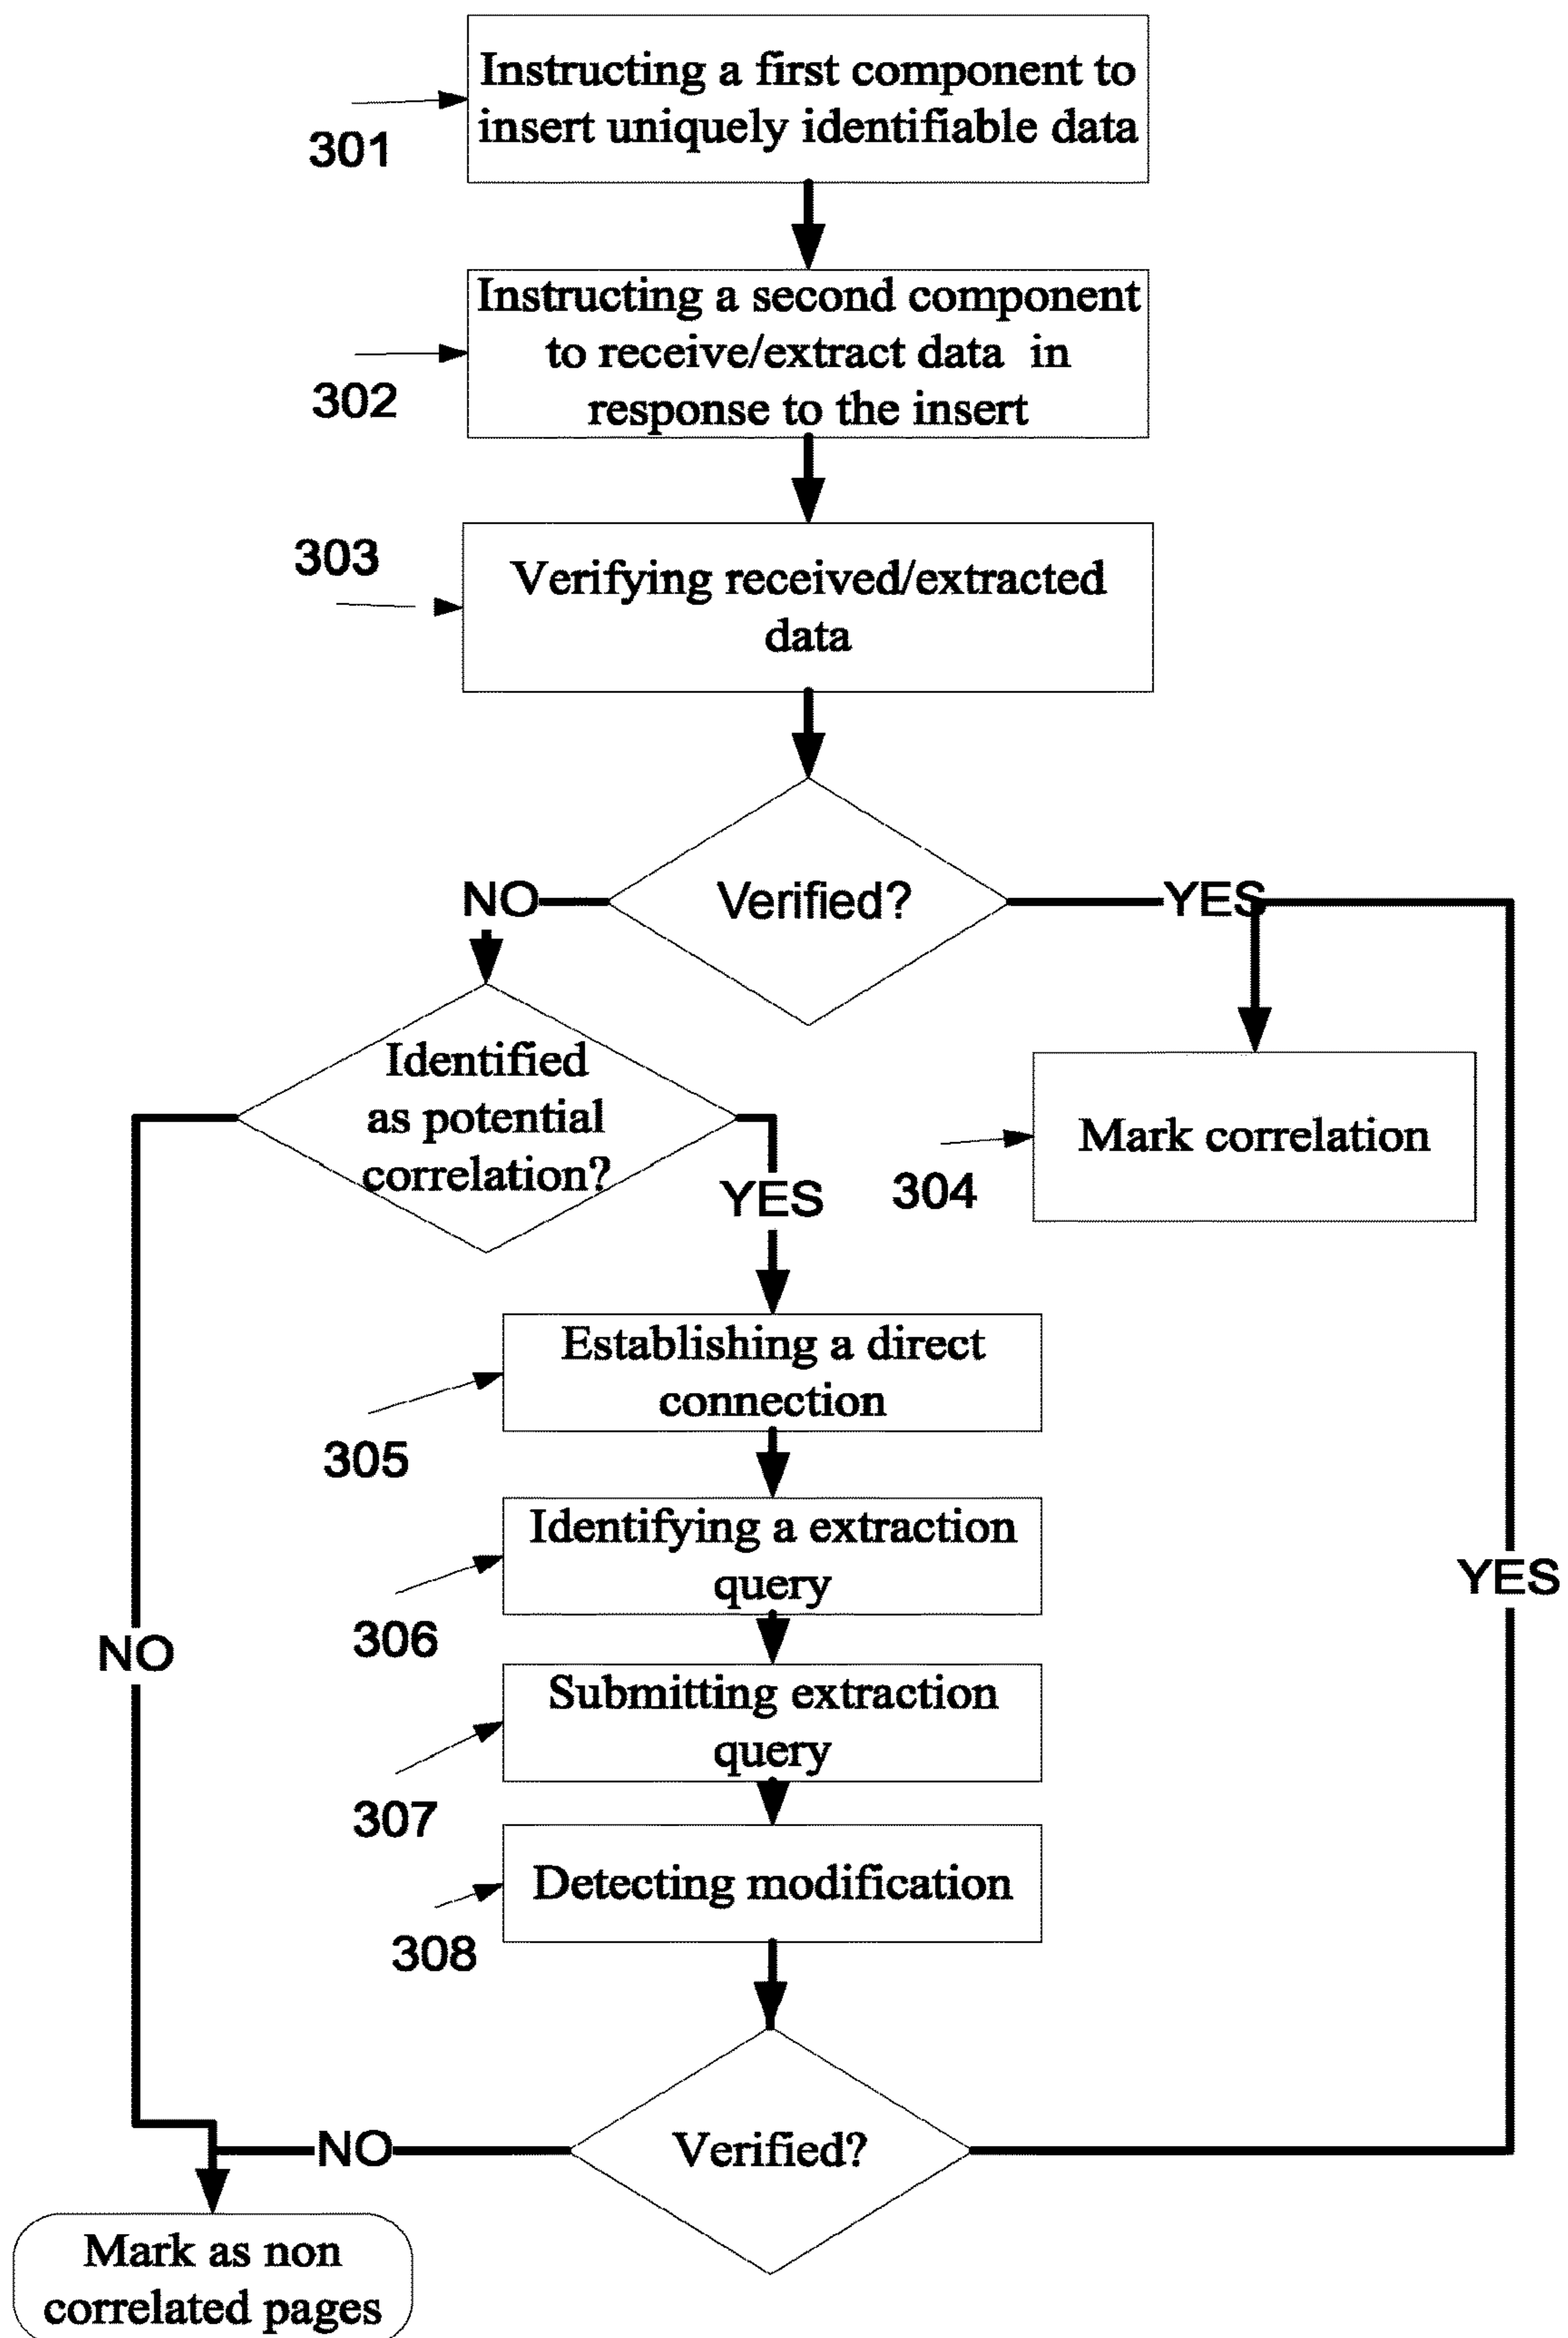 Instructing a first component to
insert uniquely identifiable data
301
Instructing a second component
to receive/extract data in
response to the insert
302
303
Verifying received/extracted
data
NO
Verified?
YES
Identified
as potential
correlation?
YES
Mark correlation
304
Establishing a direct
connection
305
Identifying a extraction
query
306
YES
NO
Submitting extraction
query
307
Detecting modification
308
NO
Verified?
Mark as non
correlated pages